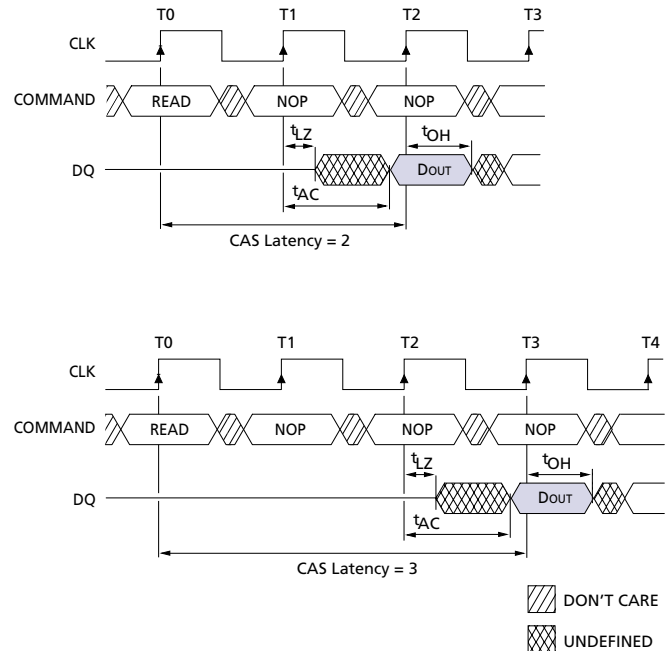 T0 T1 T2 T3
CLK
COMMAND READ NOP NOP
tLZ tOH
DQ DOUT
tAC
CAS Latency = 2
T0 T1 T2 T3 T4
CLK
COMMAND READ NOP NOP NOP
tLZ tOH
DQ DOUT
tAC
CAS Latency = 3
DON'T CARE
UNDEFINED